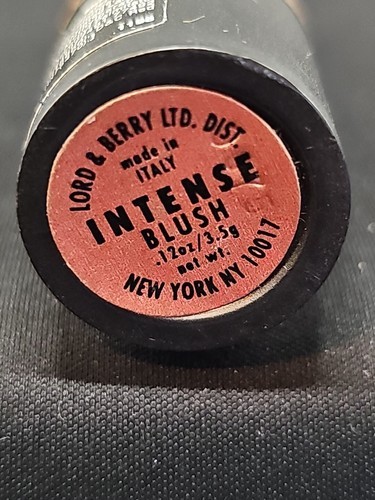 LORD & BERRY LTD. DIST.
made in
ITALY
INTENSE
BLUSH
.12oz/3.5g
net wt.
NEW YORK NY 10017